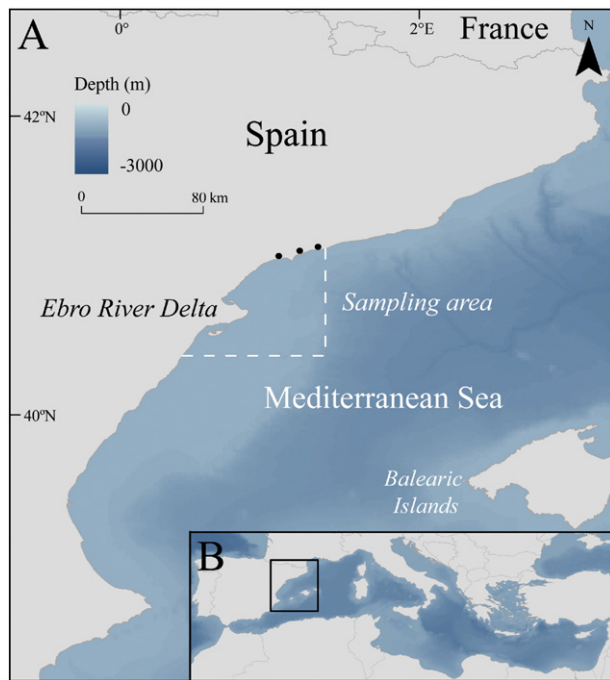 0°
2°E
France
A
N
Depth (m)
0
-3000
42°N
Spain
0
80 km
Ebro River Delta
Sampling area
40°N
Mediterranean Sea
Balearic
Islands
B